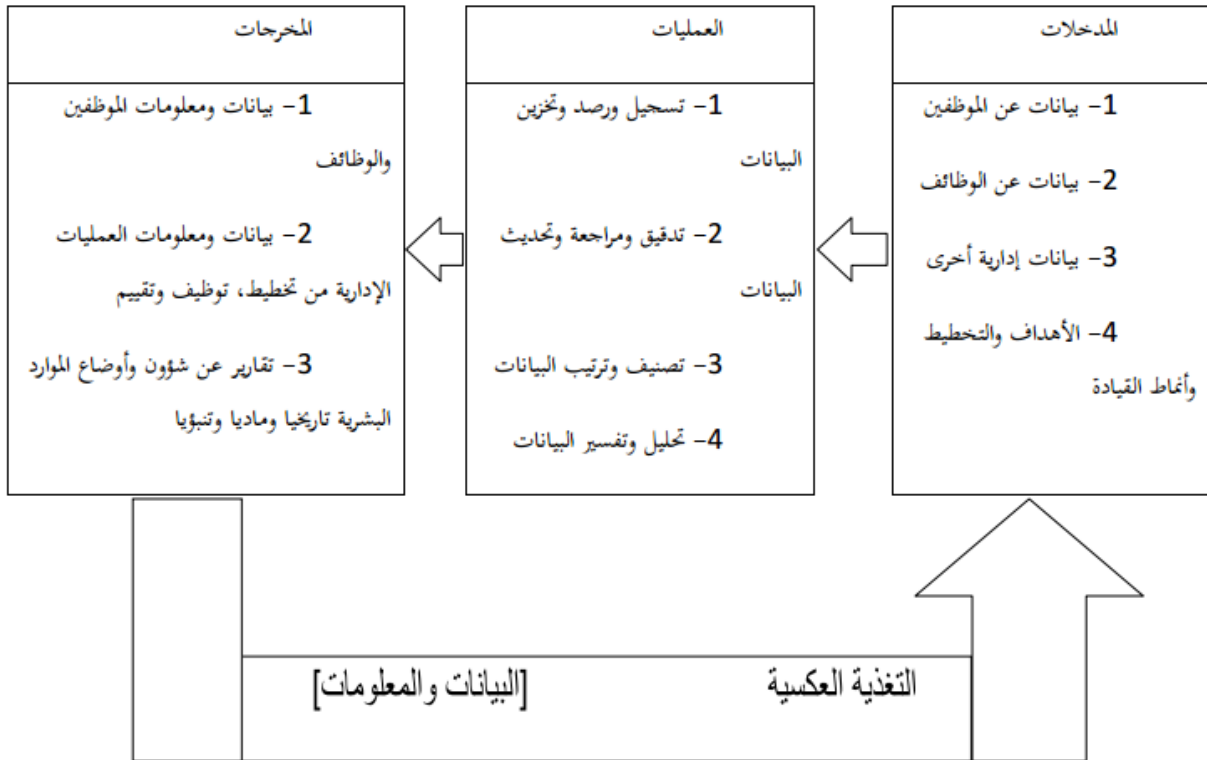 المدخلات
1- بيانات عن الموظفين
2- بيانات عن الوظائف
3- بيانات إدارية أخرى
4- الأهداف والتخطيط
وأنماط القيادة
العمليات
1- تسجيل ورصد وتخزين
البيانات
2- تدقيق ومراجعة وتحديث
البيانات
3- تصنيف وترتيب البيانات
4- تحليل وتفسير البيانات
المخرجات
1- بيانات ومعلومات الموظفين
والوظائف
2- بيانات ومعلومات العمليات
الإدارية من تخطيط، توظيف وتقييم
3- تقارير عن شؤون وأوضاع الموارد
البشرية تاريخيا وماديا وتنبؤيا
التغذية العكسية [البيانات والمعلومات]